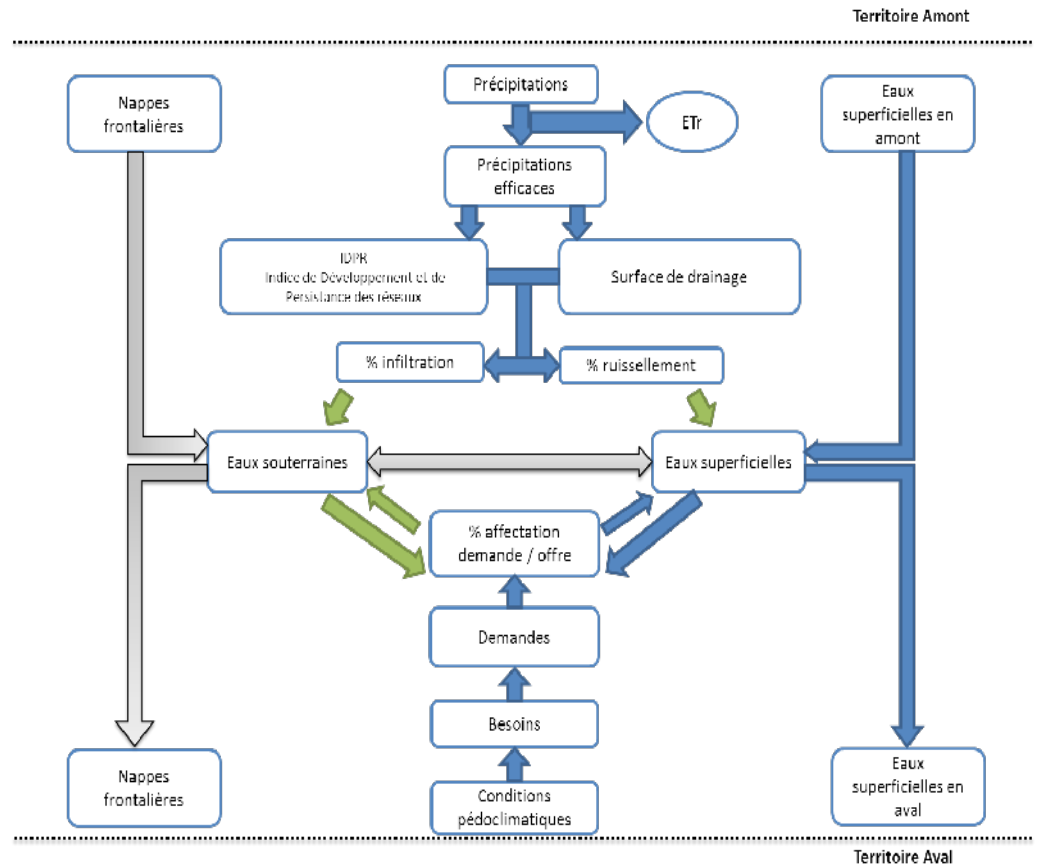 Territoire Amont
Nappes
frontalières
Précipitations
ETr
Eaux
superficielles en
amont
Précipitations
efficaces
IDPR
Indice de Développement et de
Persistance des réseaux
Surface de drainage
% infiltration
% ruissellement
Eaux souterraines
Eaux superficielles
% affectation
demande / offre
Demandes
Besoins
Nappes
frontalières
Conditions
pédoclimatiques
Eaux
superficielles en
aval
Territoire Aval